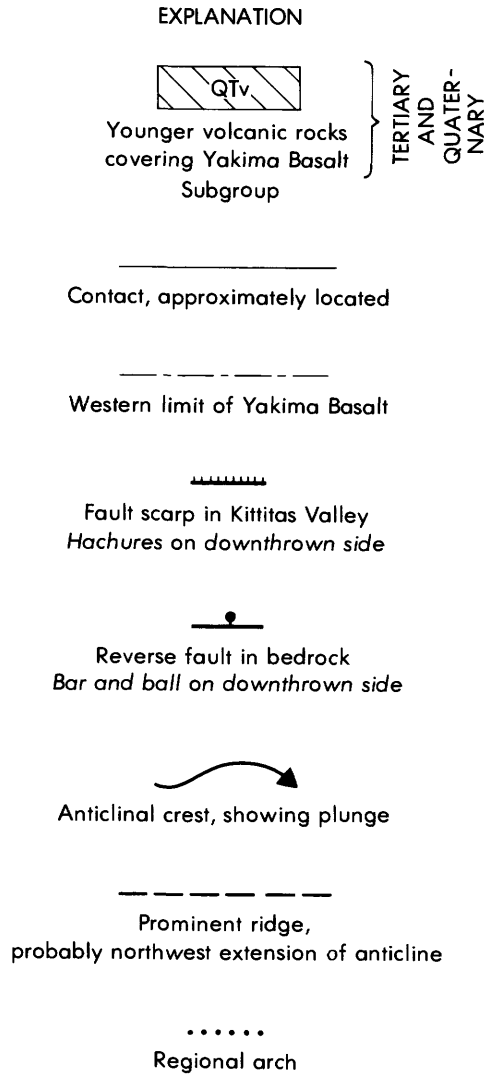 EXPLANATION
QTv
Younger volcanic rocks
covering Yakima Basalt
Subgroup
TERTIARY
AND
QUATER-
NARY
Contact, approximately located
Western limit of Yakima Basalt
Fault scarp in Kittitas Valley
Hachures on downthrown side
Reverse fault in bedrock
Bar and ball on downthrown side
Anticlinal crest, showing plunge
Prominent ridge,
probably northwest extension of anticline
Regional arch